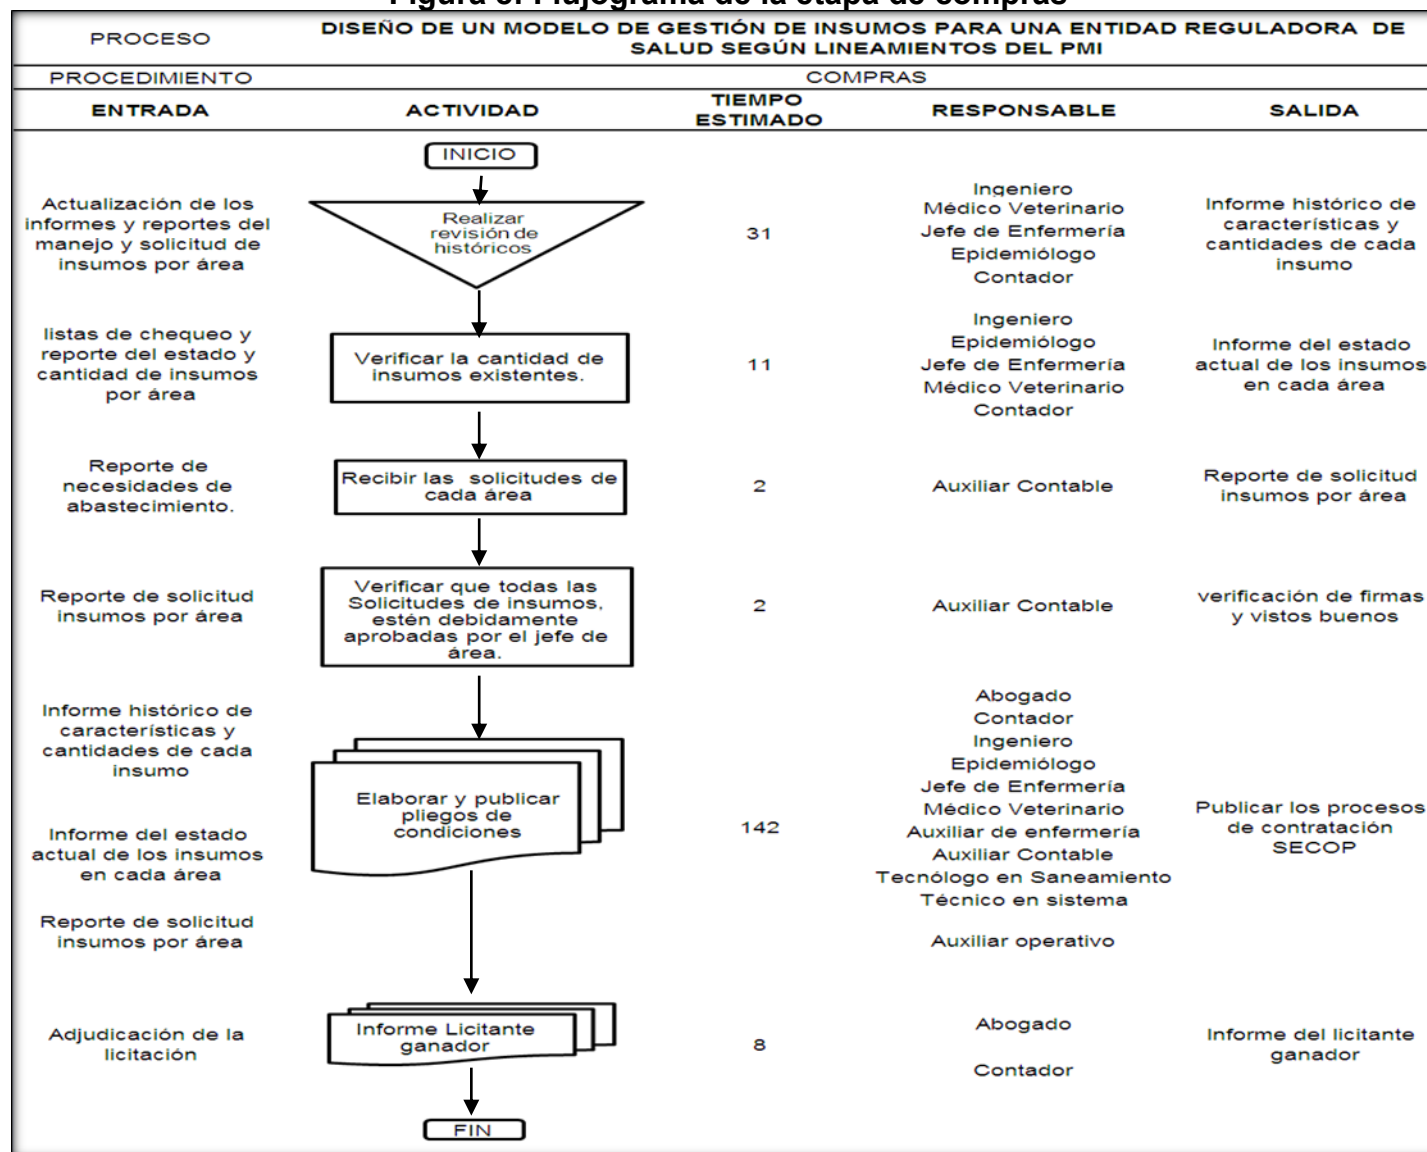 Figura 3. Flujograma de la etapa de compras
PROCESO
DISEÑO DE UN MODELO DE GESTIÓN DE INSUMOS PARA UNA ENTIDAD REGULADORA DE
SALUD SEGÚN LINEAMIENTOS DEL PMI
PROCEDIMIENTO
COMPRAS
ENTRADA
ACTIVIDAD
TIEMPO
ESTIMADO
RESPONSABLE
SALIDA
INICIO
Actualización de los
informes y reportes del
manejo y solicitud de
insumos por área
Realizar
revisión de
históricos
31
Ingeniero
Médico Veterinario
Jefe de Enfermería
Epidemiólogo
Contador
Informe histórico de
características y
cantidades de cada
insumo
listas de chequeo y
reporte del estado y
cantidad de insumos
por área
Verificar la cantidad de
insumos existentes.
11
Ingeniero
Epidemiólogo
Jefe de Enfermería
Médico Veterinario
Contador
Informe del estado
actual de los insumos
en cada área
Reporte de
necesidades de
abastecimiento.
Recibir las solicitudes de
cada área
2
Auxiliar Contable
Reporte de solicitud
insumos por área
Reporte de solicitud
insumos por área
Verificar que todas las
Solicitudes de insumos,
estén debidamente
aprobadas por el jefe de
área.
2
Auxiliar Contable
verificación de firmas
y vistos buenos
Informe histórico de
características y
cantidades de cada
insumo
Informe del estado
actual de los insumos
en cada área
Reporte de solicitud
insumos por área
Elaborar y publicar
pliegos de
condiciones
142
Abogado
Contador
Ingeniero
Epidemiólogo
Jefe de Enfermería
Médico Veterinario
Auxiliar de enfermería
Auxiliar Contable
Tecnólogo en Saneamiento
Técnico en sistema
Auxiliar operativo
Publicar los procesos
de contratación
SECOP
Adjudicación de la
licitación
Informe Licitante
ganador
8
Abogado
Contador
Informe del licitante
ganador
FIN